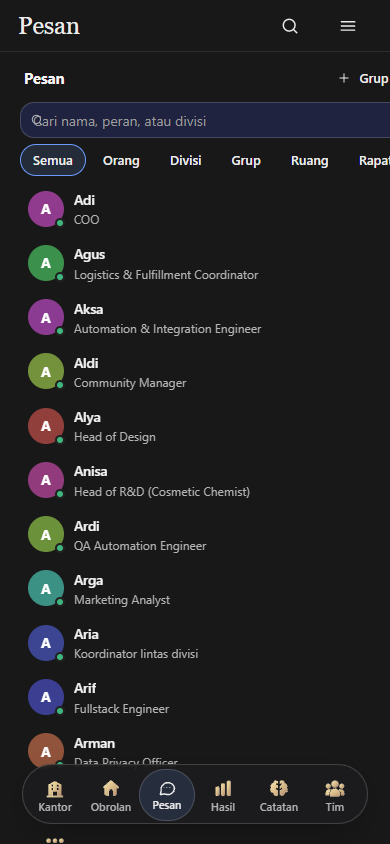 Pesan
Pesan
+ Grup
Cari nama, peran, atau divisi
Semua
Orang
Divisi
Grup
Ruang
Rapat
Adi
COO
Agus
Logistics & Fulfillment Coordinator
Aksa
Automation & Integration Engineer
Aldi
Community Manager
Alya
Head of Design
Anisa
Head of R&D (Cosmetic Chemist)
Ardi
QA Automation Engineer
Arga
Marketing Analyst
Aria
Koordinator lintas divisi
Arif
Fullstack Engineer
Arman
Data Privacy Officer
Kantor
Obrolan
Pesan
Hasil
Catatan
Tim